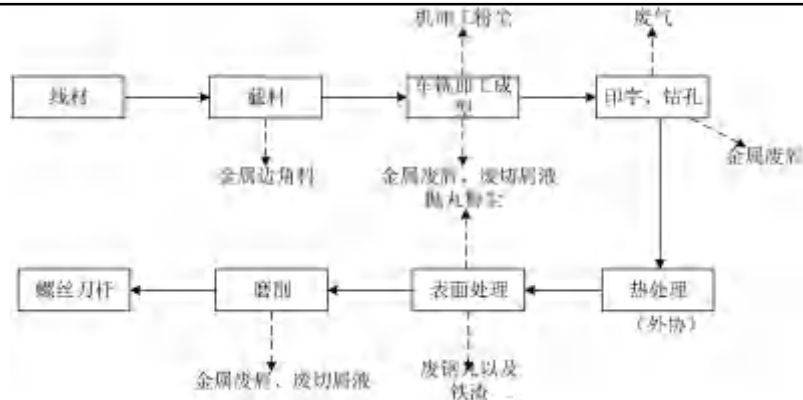 机加工粉尘
废气
线材
截料
车铣加工成
型
印字，钻孔
金属边角料
金属废屑，废切屑液
金属废屑
抛丸粉尘
螺丝刀杆
磨削
表面处理
热处理
（外协）
金属废屑、废切屑液
废钢丸以及
铁渣